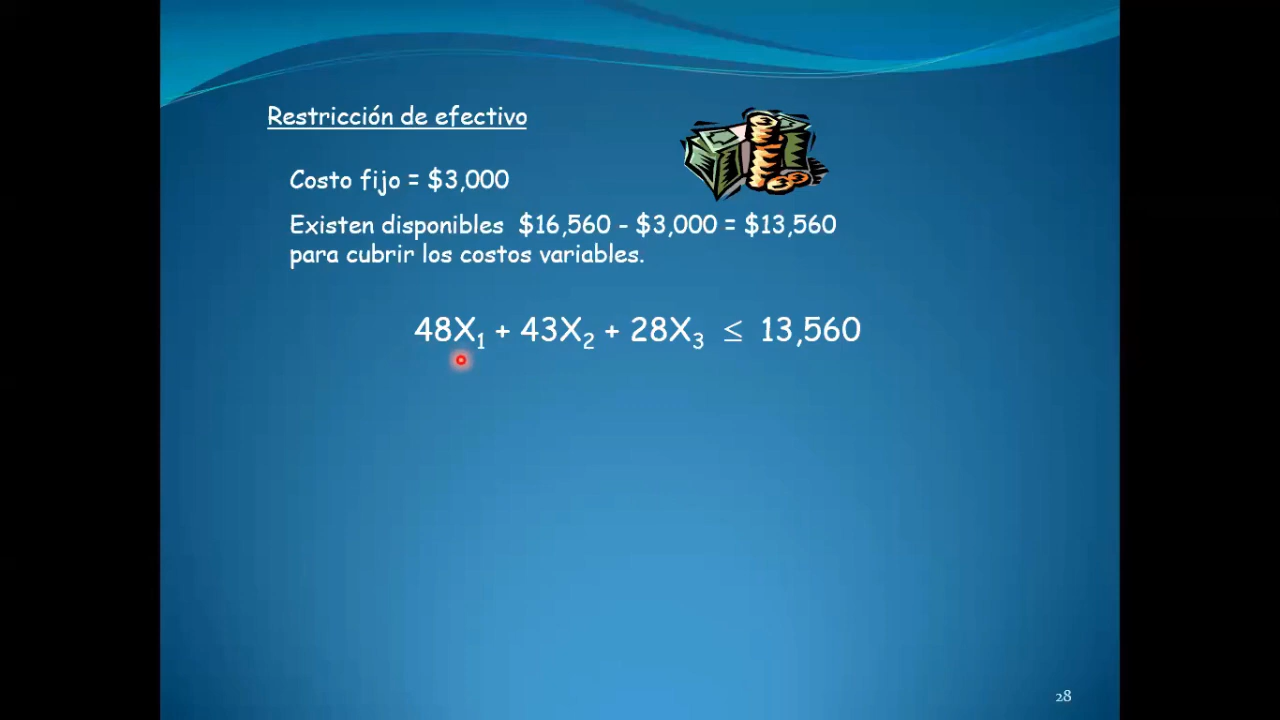 Restricción de efectivo
Costo fijo = $3,000
Existen disponibles $16,560 - $3,000 = $13,560
para cubrir los costos variables.
48X₁ + 43X₂ + 28X₃ ≤ 13,560
28